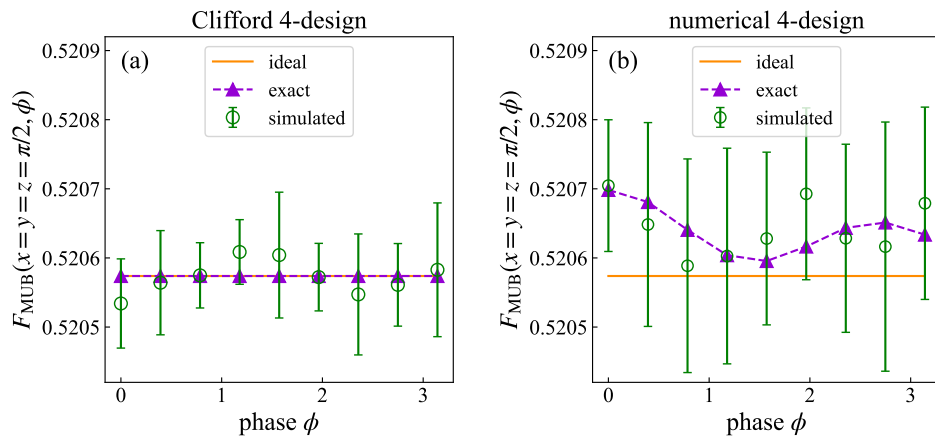 Clifford 4-design
(a)
ideal
exact
simulated
0.5209
0.5208
0.5207
0.5206
0.5205
F_MUB(x = y = z = π/2, ϕ)
0
1
2
3
phase ϕ
numerical 4-design
(b)
ideal
exact
simulated
0.5209
0.5208
0.5207
0.5206
0.5205
F_MUB(x = y = z = π/2, ϕ)
0
1
2
3
phase ϕ